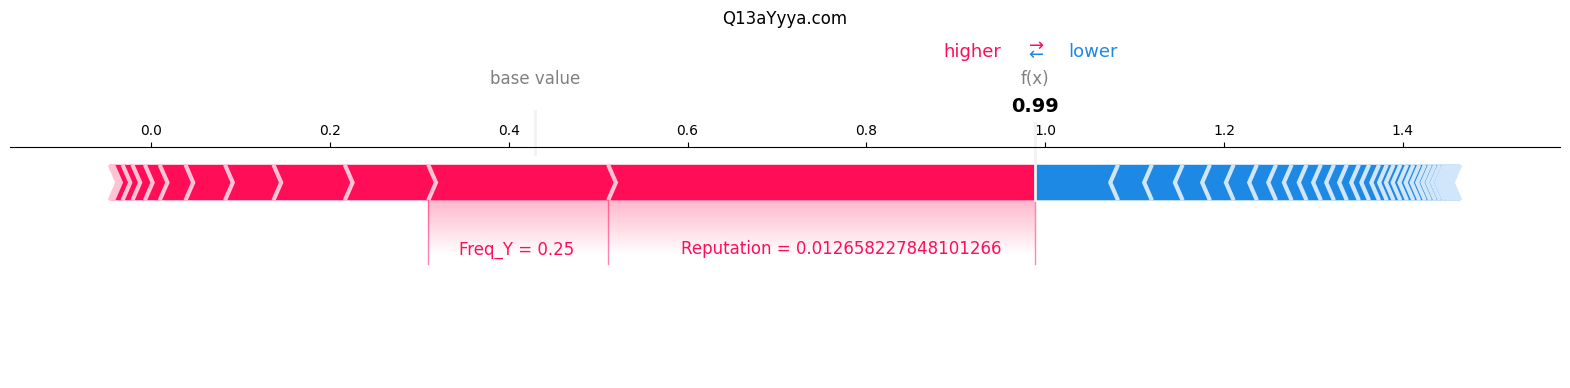 Q13aYyya.com
higher ⇄ lower
base value f(x)
0.99
0.0 0.2 0.4 0.6 0.8 1.0 1.2 1.4
Freq_Y = 0.25 Reputation = 0.012658227848101266